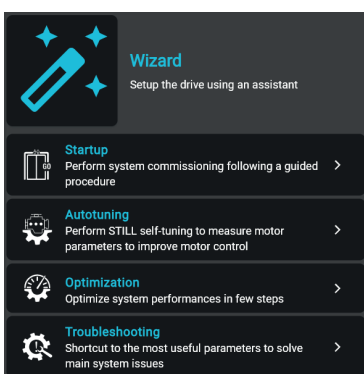 Wizard
Setup the drive using an assistant
GO
Startup
Perform system commissioning following a guided
procedure
Autotuning
Perform STILL self-tuning to measure motor
parameters to improve motor control
Optimization
Optimize system performances in few steps
Troubleshooting
Shortcut to the most useful parameters to solve
main system issues